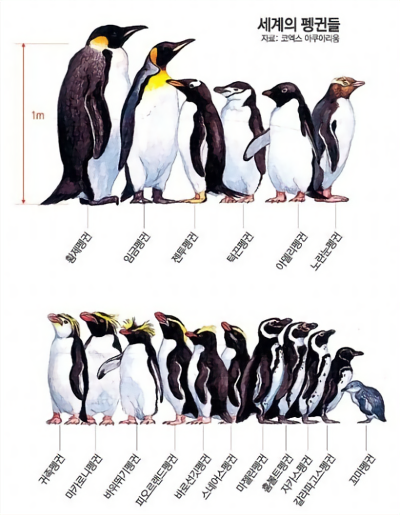 세계의 펭귄들
자료: 코엑스 아쿠아리움
1m
황제펭귄
임금펭귄
젠투펭귄
턱끈펭귄
아델리펭귄
노란눈펭귄
귀족펭귄
마카로니펭귄
바위뛰기펭귄
피오르랜드펭귄
바로선깃펭귄
스네어스펭귄
마젤란펭귄
훔볼트펭귄
자카스펭귄
갈라파고스펭귄
꼬마펭귄